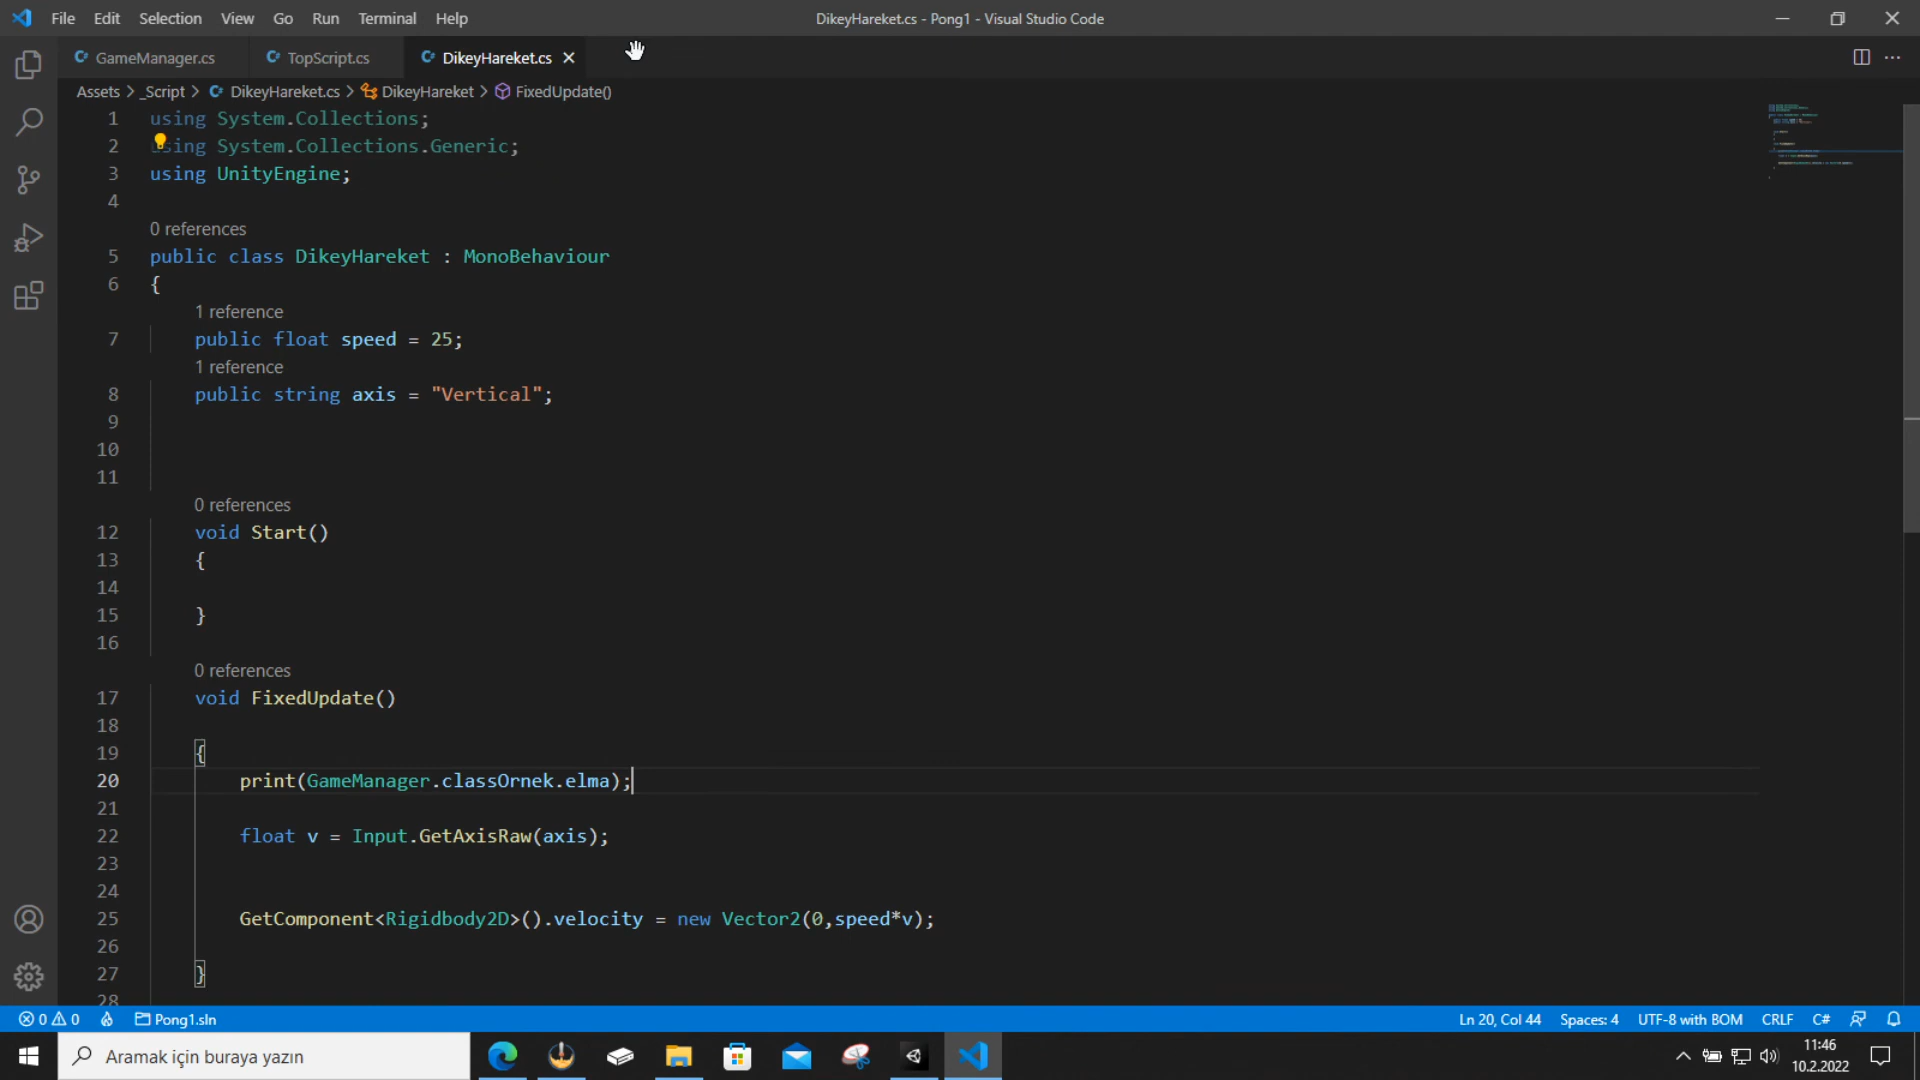 File Edit Selection View Go Run Terminal Help DikeyHareket.cs - Pong1 - Visual Studio Code
GameManager.cs TopScript.cs DikeyHareket.cs
Assets > _Script > DikeyHareket.cs > DikeyHareket > FixedUpdate()
1 using System.Collections;
2 using System.Collections.Generic;
3 using UnityEngine;
4
0 references
5 public class DikeyHareket : MonoBehaviour
6 {
1 reference
7 public float speed = 25;
1 reference
8 public string axis = "Vertical";
9
10
11
0 references
12 void Start()
13 {
14
15 }
16
0 references
17 void FixedUpdate()
18
19 {
20 print(GameManager.classOrnek.elma);
21
22 float v = Input.GetAxisRaw(axis);
23
24
25 GetComponent<Rigidbody2D>().velocity = new Vector2(0,speed*v);
26
27 }
28
0 0 Pong1.sln Ln 20, Col 44 Spaces: 4 UTF-8 with BOM CRLF C#
Aramak için buraya yazın
11:46
10.2.2022